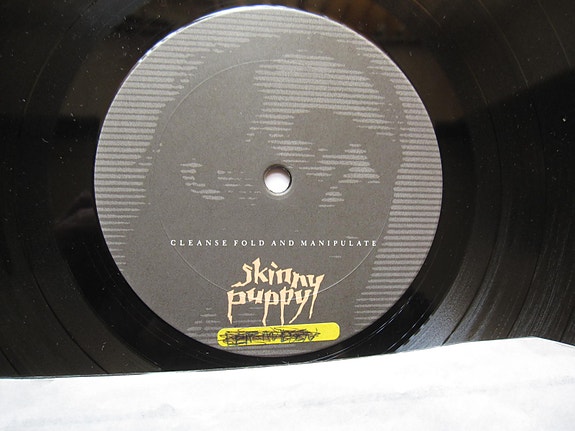 CLEANSE FOLD AND MANIPULATE
skinny
puppy